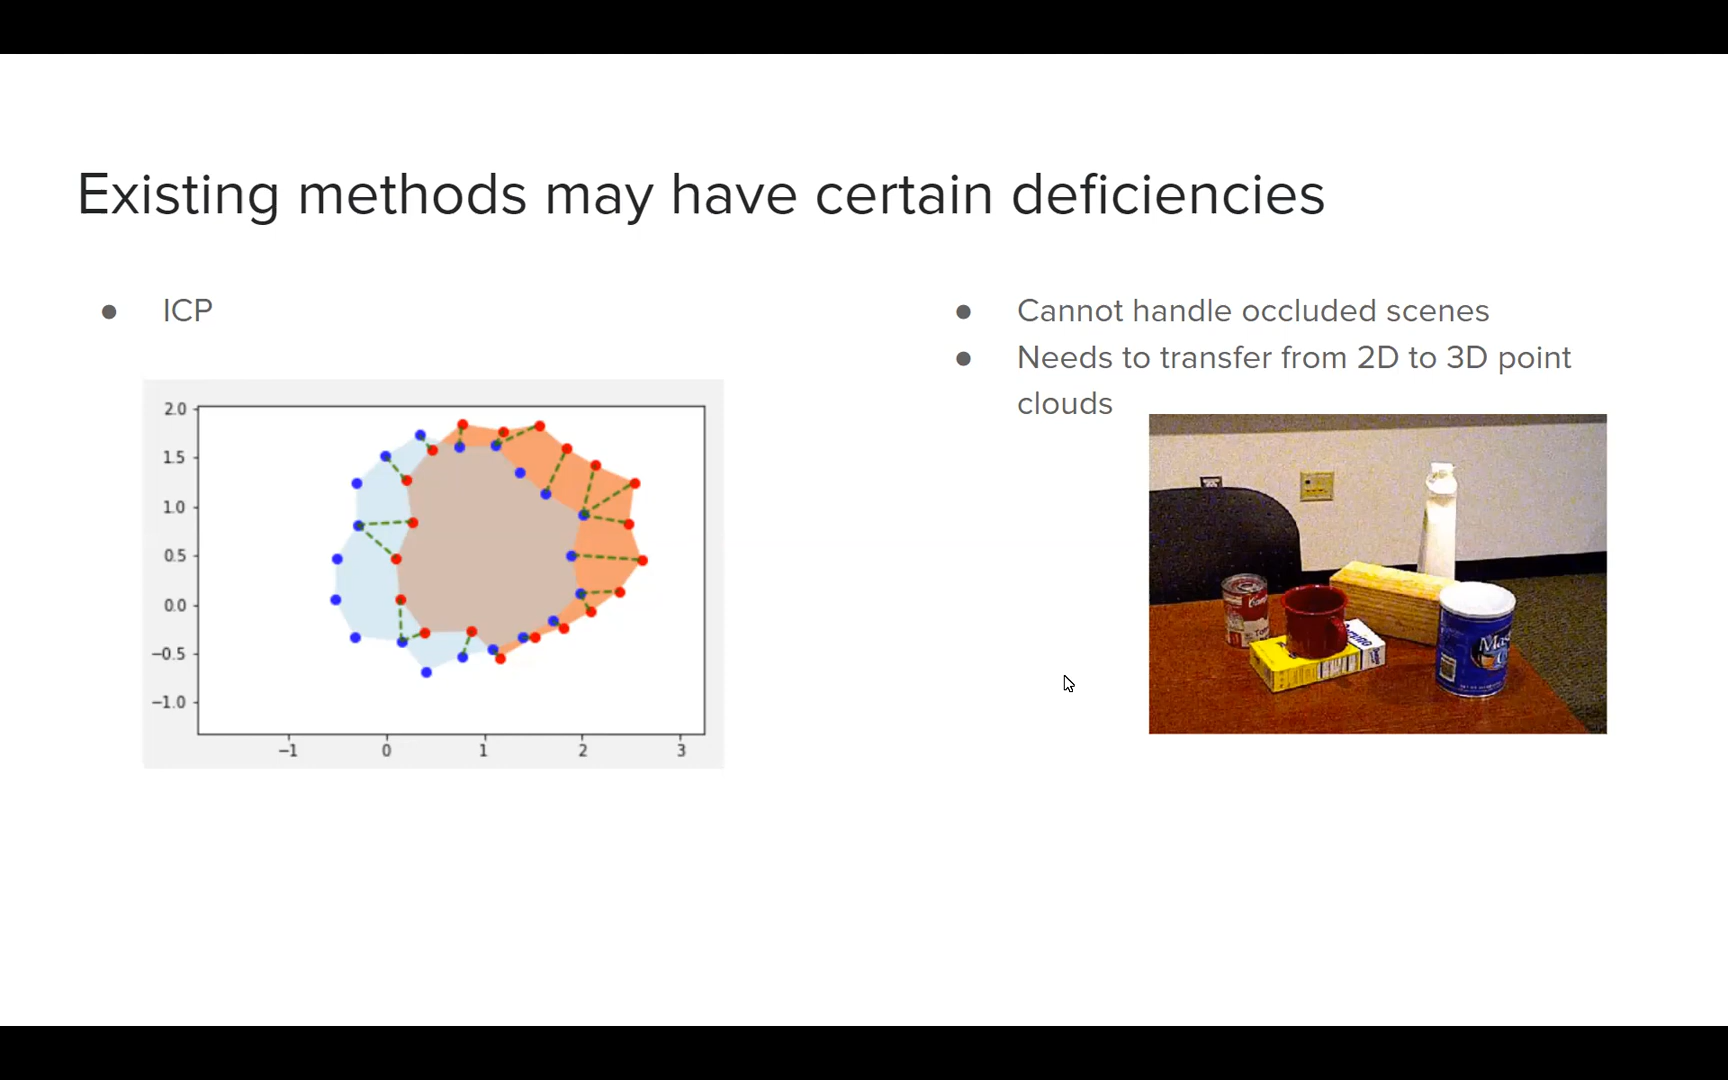 Existing methods may have certain deficiencies
● ICP
● Cannot handle occluded scenes
● Needs to transfer from 2D to 3D point
clouds
2.0
1.5
1.0
0.5
0.0
−0.5
−1.0
−1 0 1 2 3